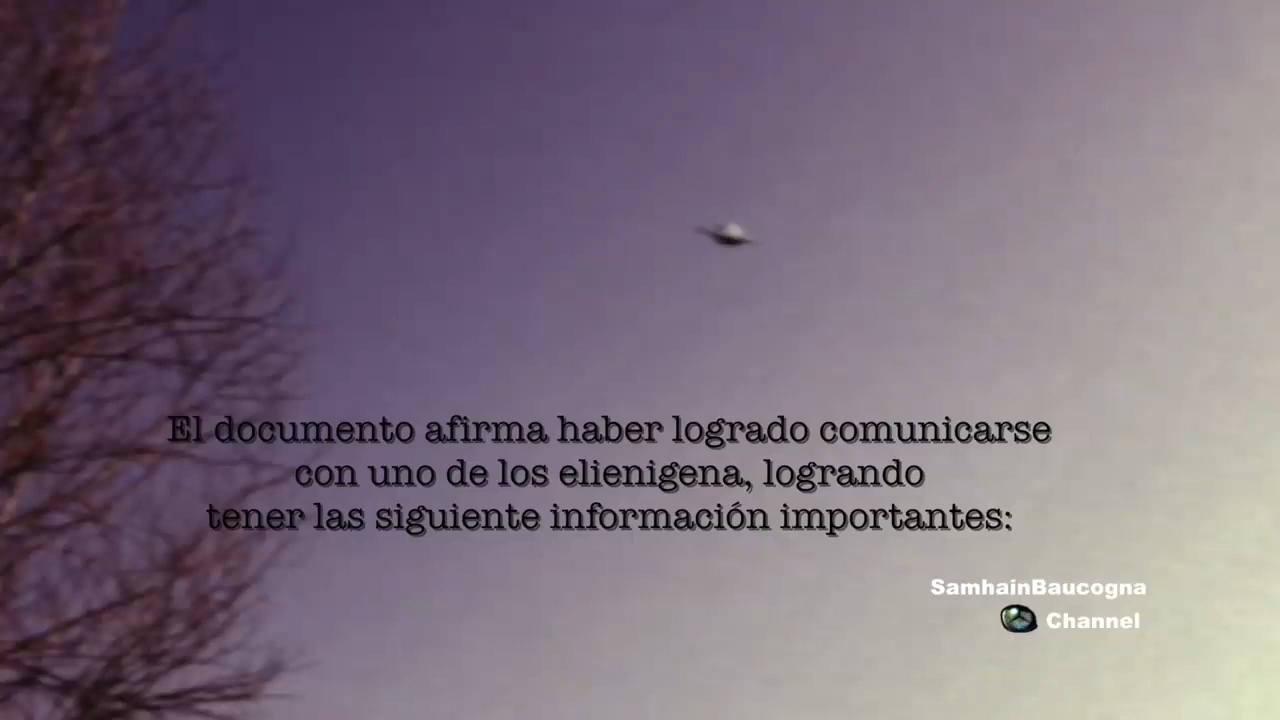 El documento afirma haber logrado comunicarse
con uno de los elienigena, logrando
tener las siguiente información importantes:
SamhainBaucogna
Channel